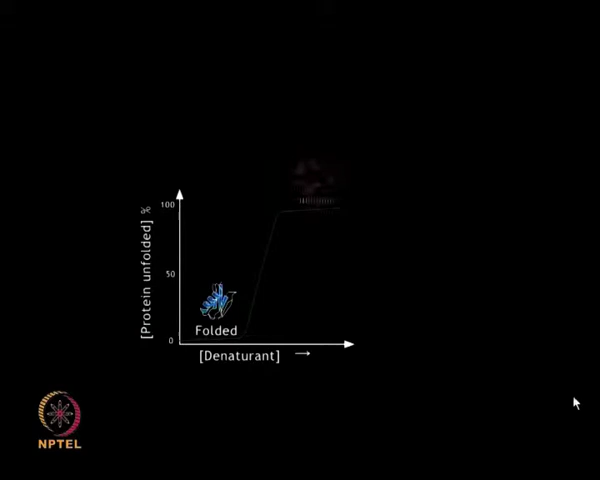 100
[Protein unfolded] %
50
Folded
0
[Denaturant] →
NPTEL